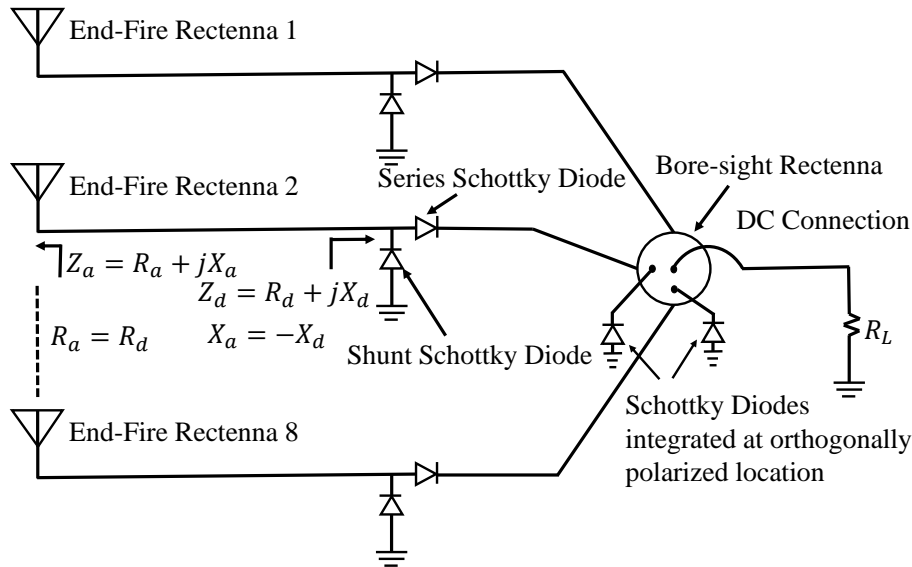 End-Fire Rectenna 1
End-Fire Rectenna 2
Series Schottky Diode
Bore-sight Rectenna
DC Connection
Z_a = R_a + jX_a
Z_d = R_d + jX_d
R_a = R_d
X_a = −X_d
Shunt Schottky Diode
R_L
End-Fire Rectenna 8
Schottky Diodes
integrated at orthogonally
polarized location